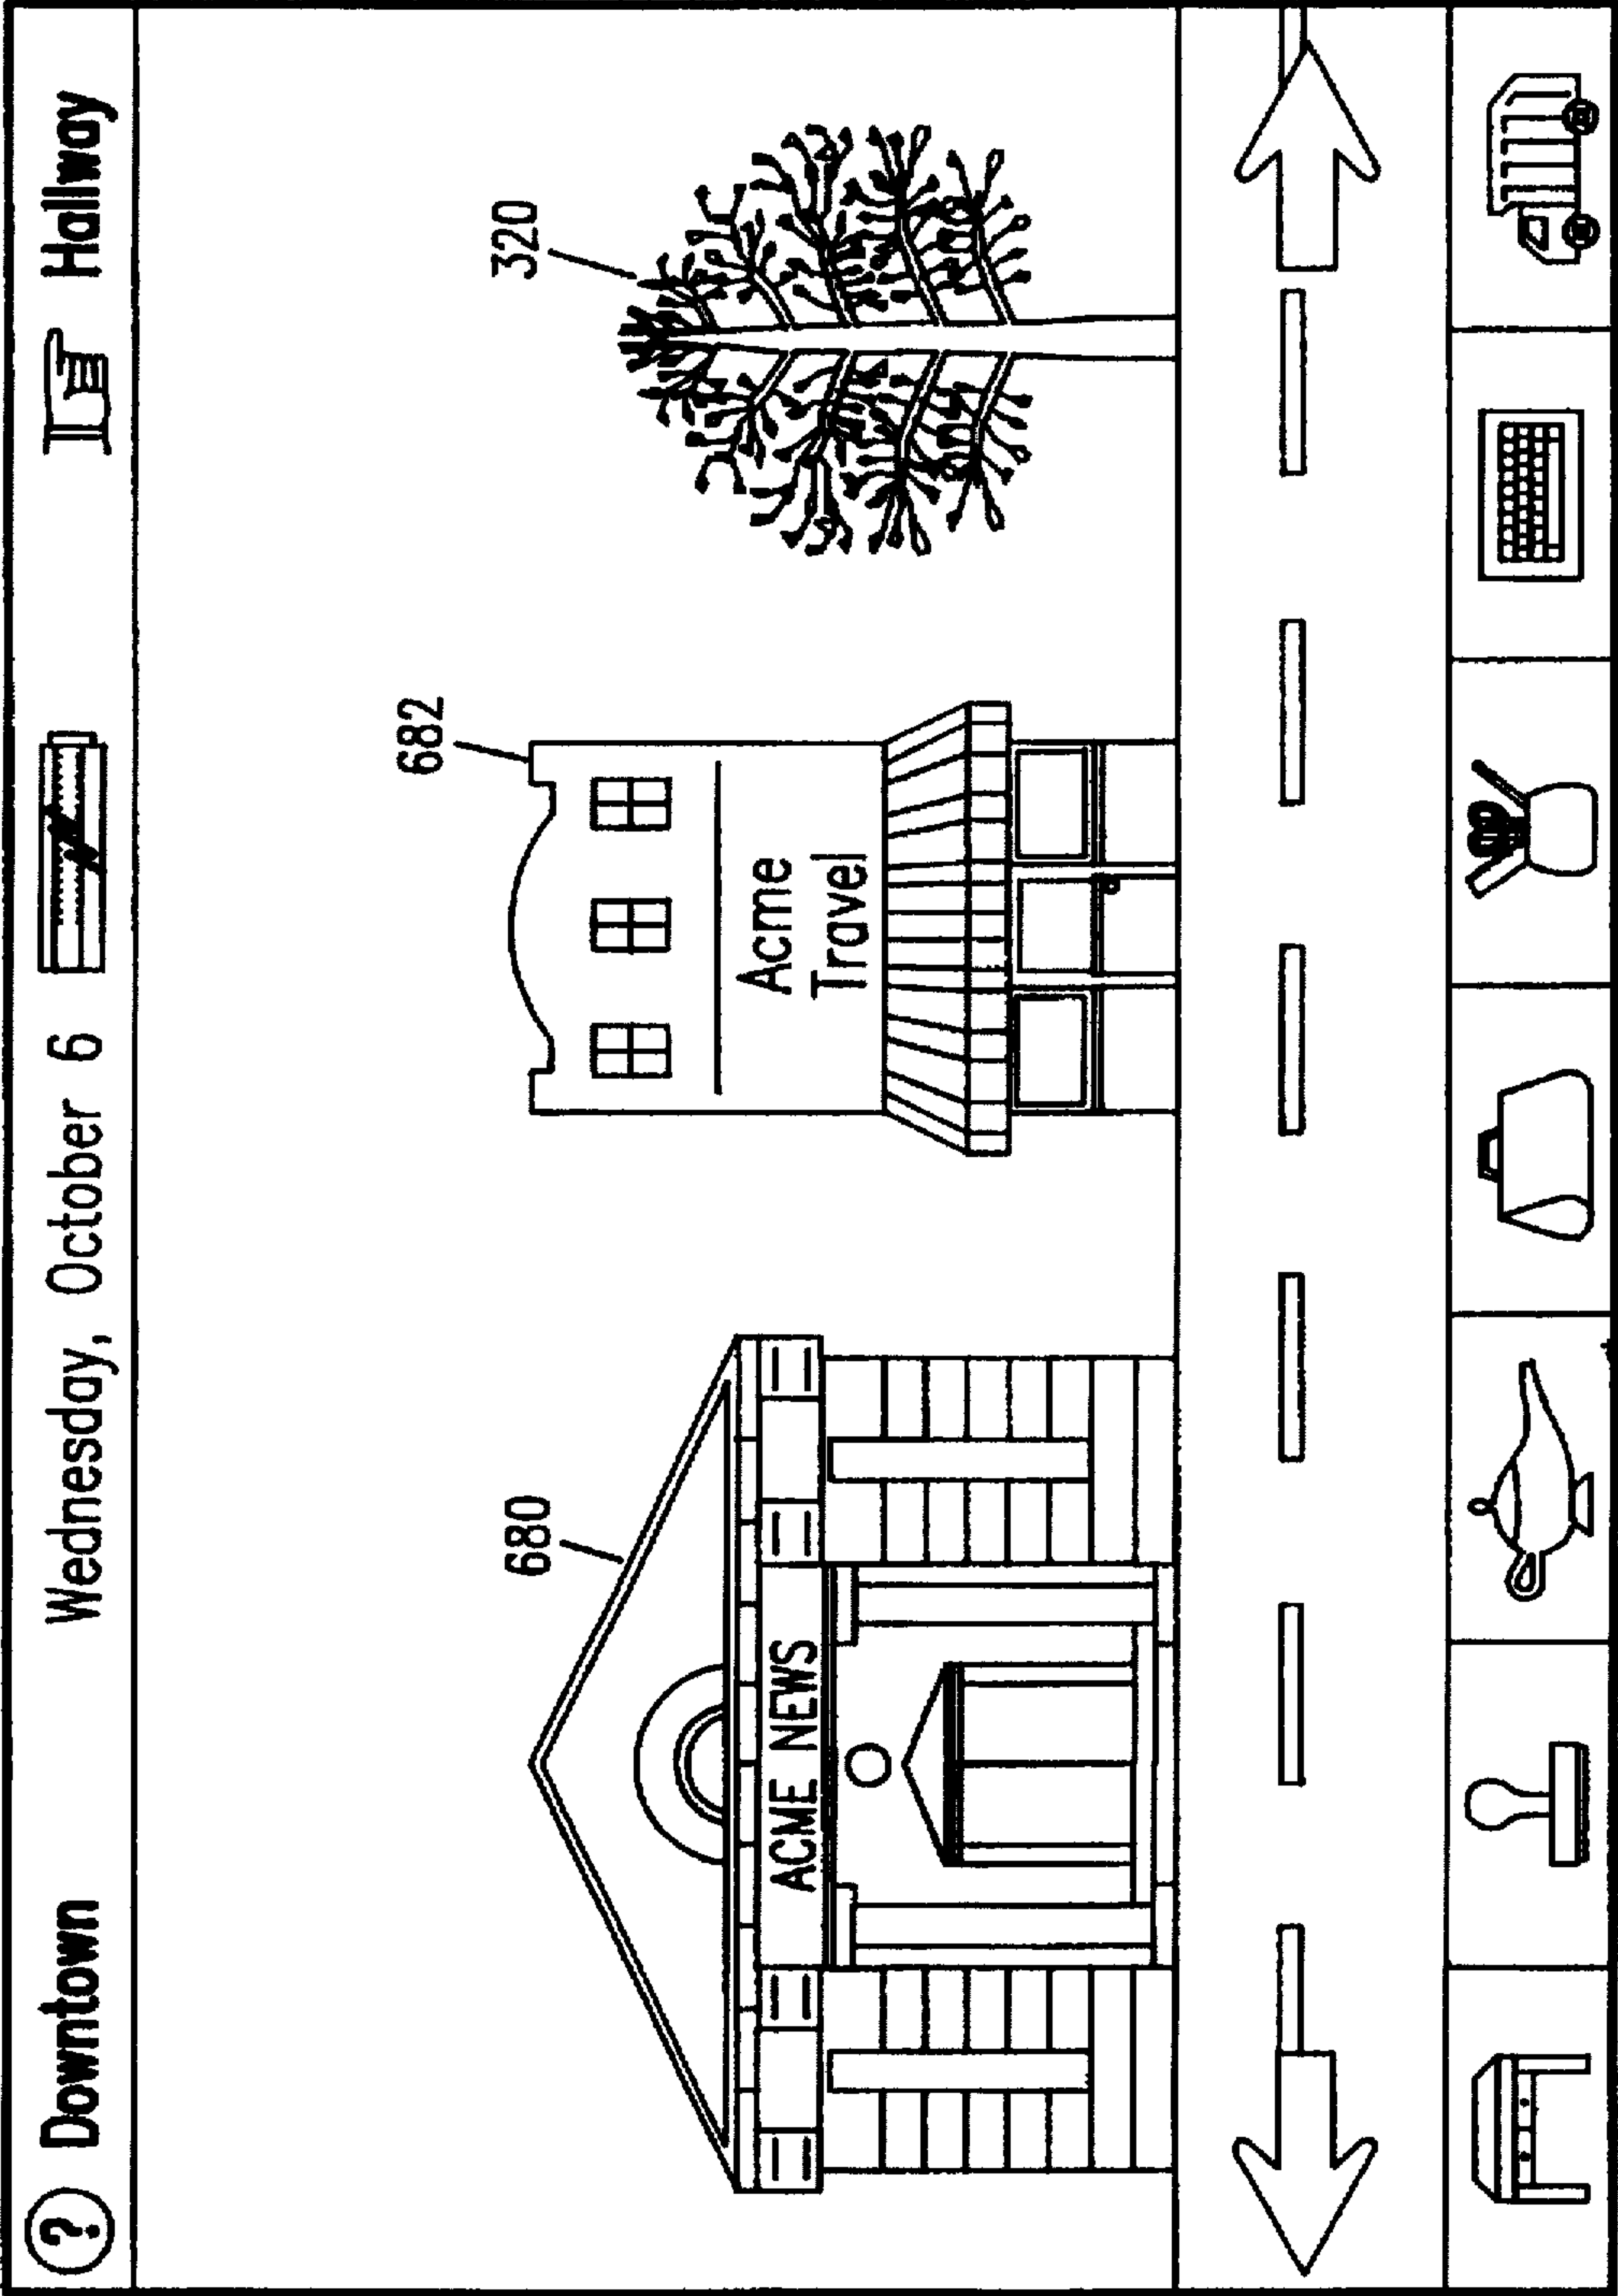 ? Downtown Wednesday, October 6 Hallway
320
682
680
Acme
Travel
ACME NEWS